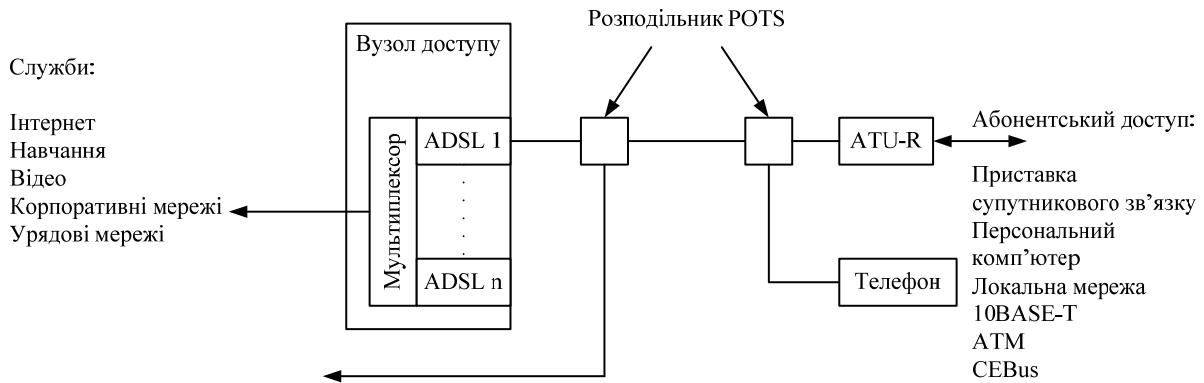 Розподільник POTS
Вузол доступу
Служби:
Інтернет
Навчання
Відео
Корпоративні мережі
Урядові мережі
Мультиплексор
ADSL 1
ADSL n
ATU-R
Телефон
Абонентський доступ:
Приставка
супутникового зв’язку
Персональний
комп’ютер
Локальна мережа
10BASE-T
ATM
CEBus